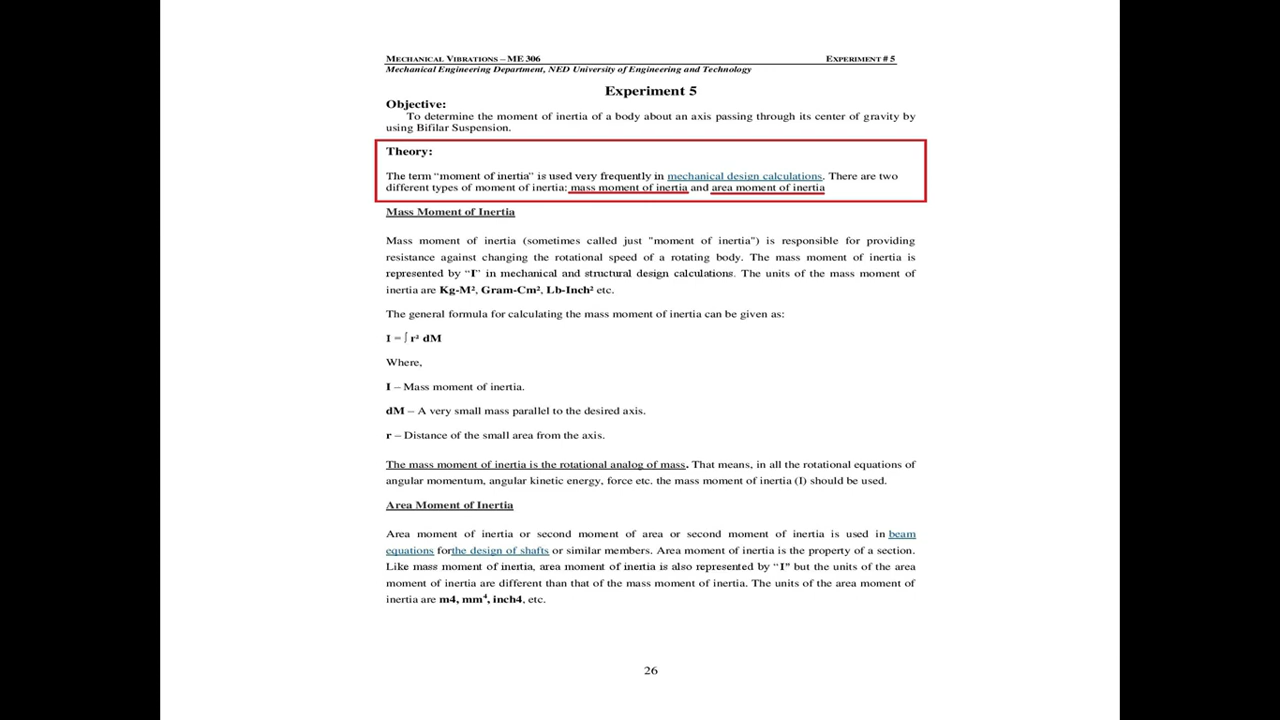 MECHANICAL VIBRATIONS – ME 306 EXPERIMENT # 5
Mechanical Engineering Department, NED University of Engineering and Technology
Experiment 5
Objective:
To determine the moment of inertia of a body about an axis passing through its center of gravity by
using Bifilar Suspension.
Theory:
The term “moment of inertia” is used very frequently in mechanical design calculations. There are two
different types of moment of inertia: mass moment of inertia and area moment of inertia
Mass Moment of Inertia
Mass moment of inertia (sometimes called just "moment of inertia") is responsible for providing
resistance against changing the rotational speed of a rotating body. The mass moment of inertia is
represented by “I” in mechanical and structural design calculations. The units of the mass moment of
inertia are Kg-M², Gram-Cm², Lb-Inch² etc.
The general formula for calculating the mass moment of inertia can be given as:
I = ∫ r² dM
Where,
I – Mass moment of inertia.
dM – A very small mass parallel to the desired axis.
r – Distance of the small area from the axis.
The mass moment of inertia is the rotational analog of mass. That means, in all the rotational equations of
angular momentum, angular kinetic energy, force etc. the mass moment of inertia (I) should be used.
Area Moment of Inertia
Area moment of inertia or second moment of area or second moment of inertia is used in beam
equations forthe design of shafts or similar members. Area moment of inertia is the property of a section.
Like mass moment of inertia, area moment of inertia is also represented by “I" but the units of the area
moment of inertia are different than that of the mass moment of inertia. The units of the area moment of
inertia are m4, mm⁴, inch4, etc.
26